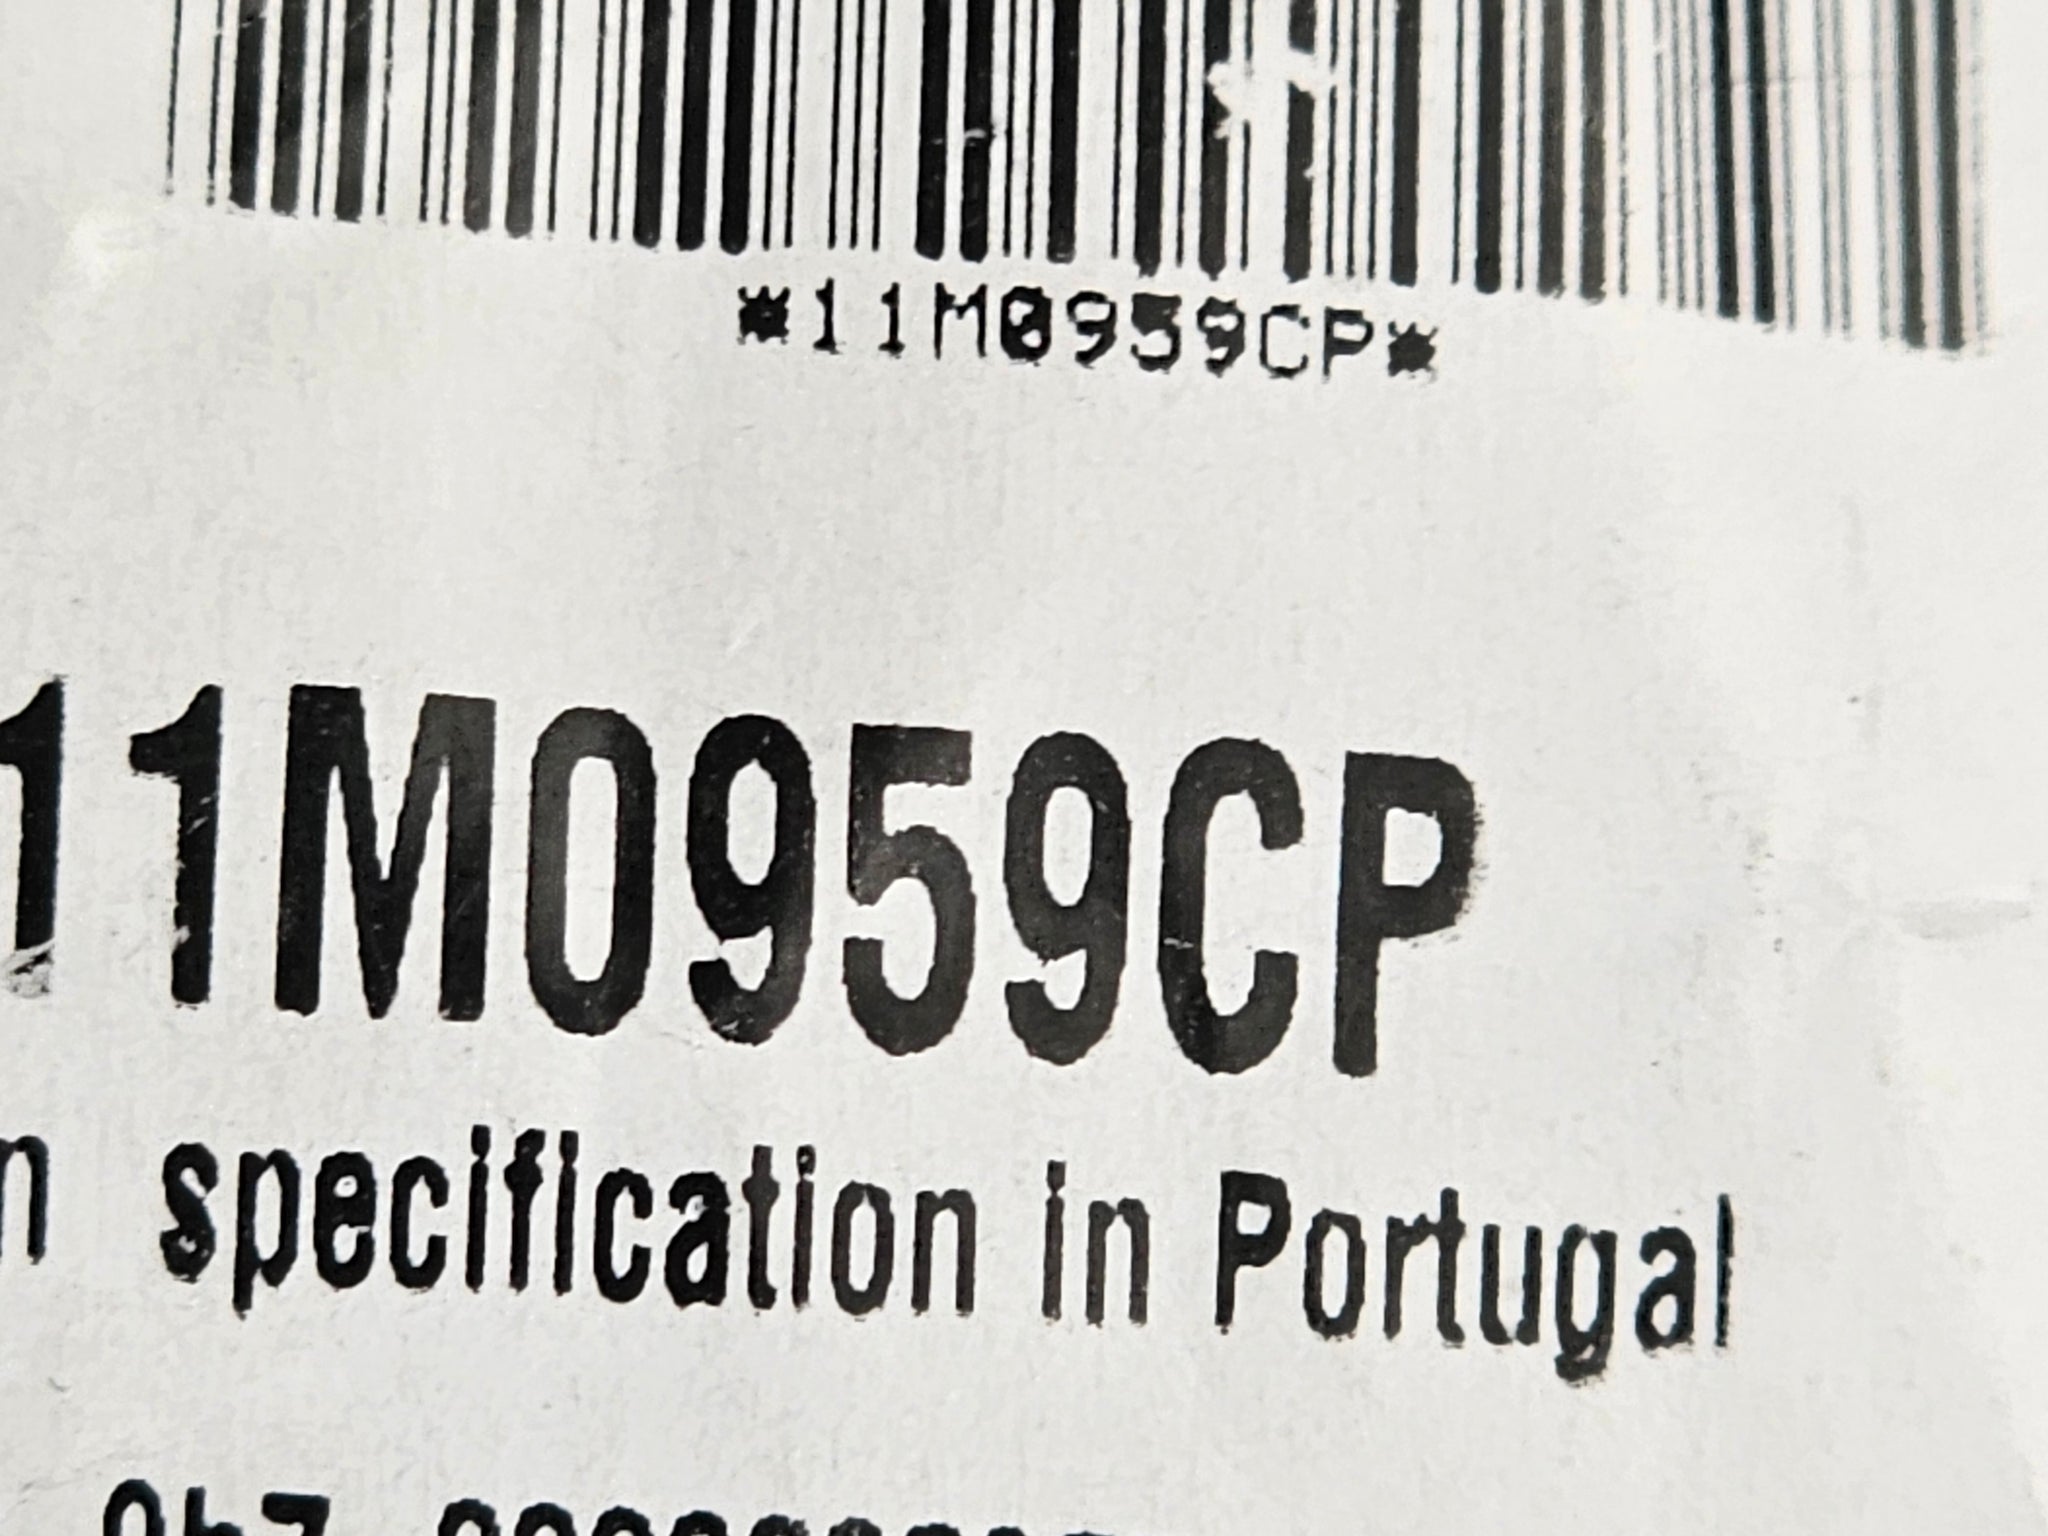 *11M0959CP*
11M0959CP
n specification in Portugal